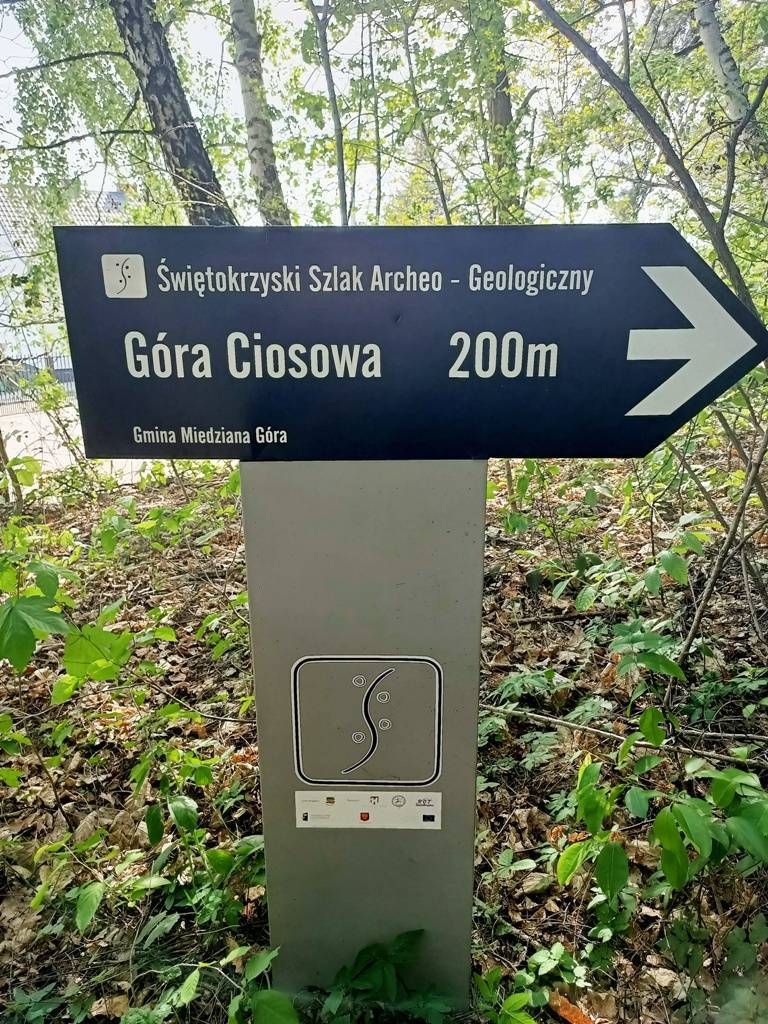 Świętokrzyski Szlak Archeo - Geologiczny
Góra Ciosowa 200m
Gmina Miedziana Góra